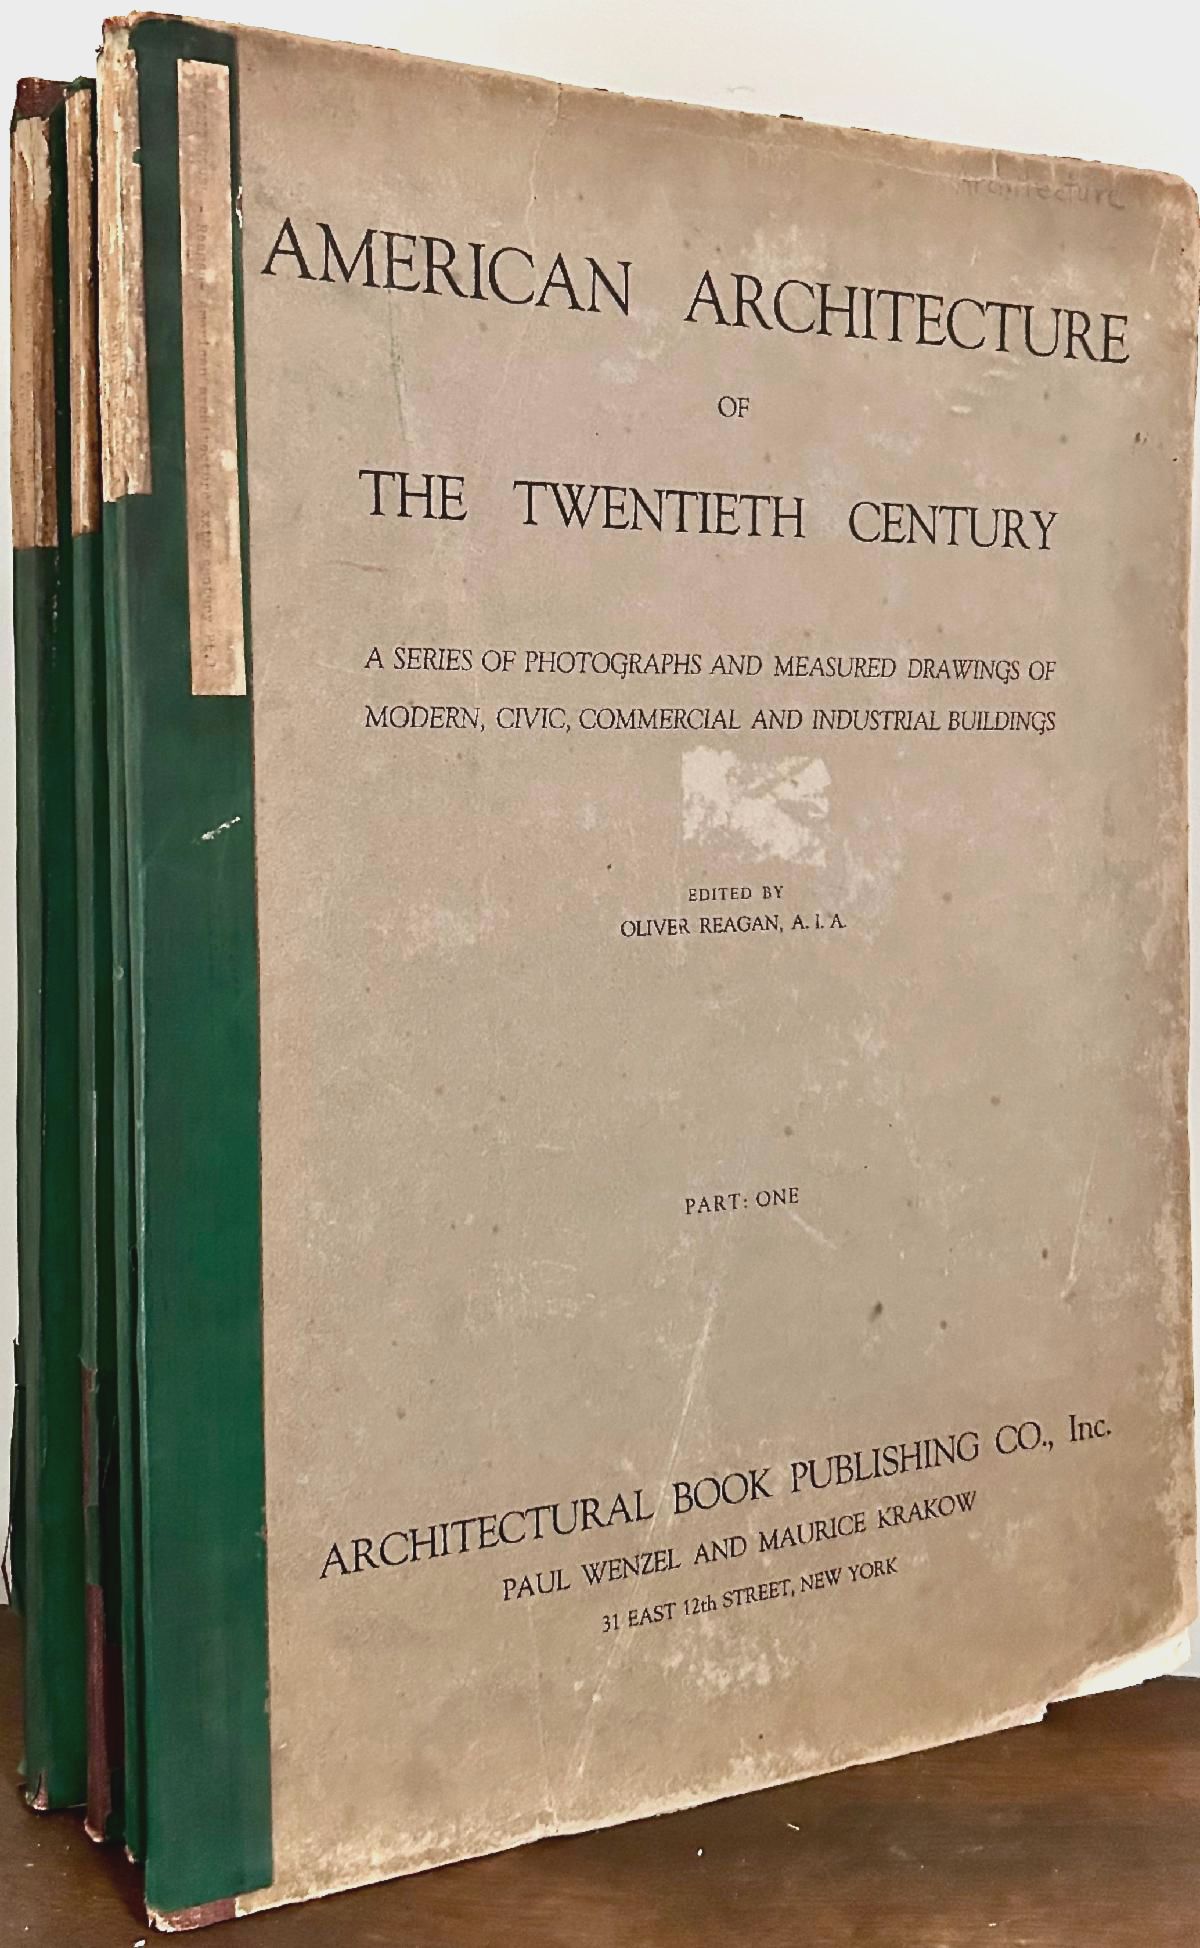 Architecture
AMERICAN ARCHITECTURE
OF
THE TWENTIETH CENTURY
A SERIES OF PHOTOGRAPHS AND MEASURED DRAWINGS OF
MODERN, CIVIC, COMMERCIAL AND INDUSTRIAL BUILDINGS
EDITED BY
OLIVER REAGAN, A. I. A.
PART: ONE
ARCHITECTURAL BOOK PUBLISHING CO., Inc.
PAUL WENZEL AND MAURICE KRAKOW
31 EAST 12th STREET, NEW YORK